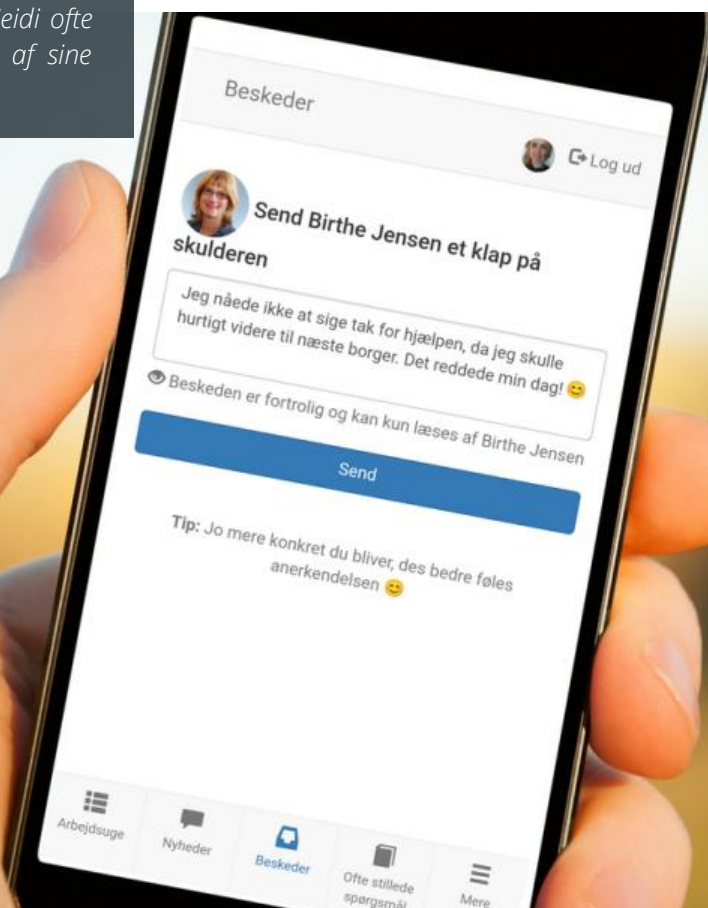 eidi ofte
af sine
Beskeder
Log ud
Send Birthe Jensen et klap på
skulderen
Jeg nåede ikke at sige tak for hjælpen, da jeg skulle
hurtigt videre til næste borger. Det reddede min dag! 😊
Beskeden er fortrolig og kan kun læses af Birthe Jensen
Send
Tip: Jo mere konkret du bliver, des bedre føles
anerkendelsen 😊
Arbejdsuge
Nyheder
Beskeder
Ofte stillede
spørgsmål
Mere